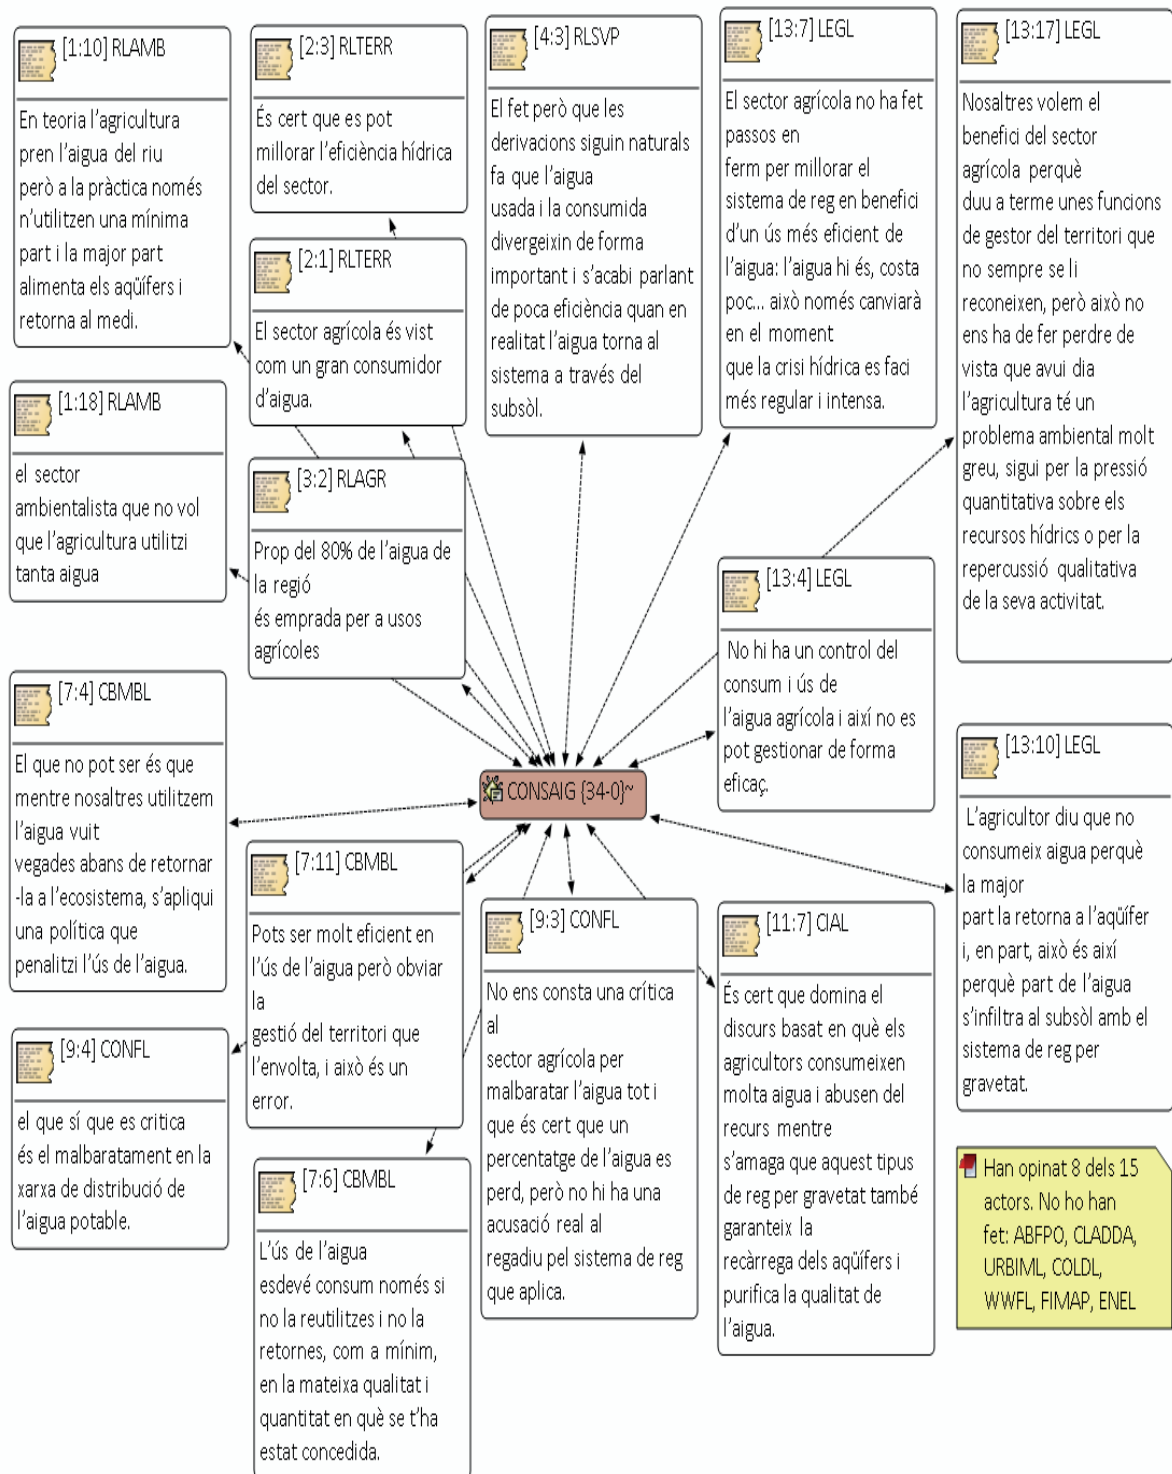 [1:10] RLAMB
En teoria l'agricultura
pren l'aigua del riu
però a la pràctica només
n'utilitzen una mínima
part i la major part
alimenta els aqüífers i
retorna al medi.
[2:3] RLTERR
És cert que es pot
millorar l'eficiència hídrica
del sector.
[4:3] RLSVP
El fet però que les
derivacions siguin naturals
fa que l'aigua
usada i la consumida
divergeixin de forma
important i s'acabi parlant
de poca eficiència quan en
realitat l'aigua torna al
sistema a través del
subsòl.
[13:7] LEGL
El sector agrícola no ha fet
passos en
ferm per millorar el
sistema de reg en benefici
d'un ús més eficient de
l'aigua: l'aigua hi és, costa
poc... això només canviarà
en el moment
que la crisi hídrica es faci
més regular i intensa.
[13:17] LEGL
Nosaltres volem el
benefici del sector
agrícola perquè
duu a terme unes funcions
de gestor del territori que
no sempre se li
reconeixen, però això no
ens ha de fer perdre de
vista que avui dia
l'agricultura té un
problema ambiental molt
greu, sigui per la pressió
quantitativa sobre els
recursos hídrics o per la
repercussió qualitativa
de la seva activitat.
[2:1] RLTERR
El sector agrícola és vist
com un gran consumidor
d'aigua.
[1:18] RLAMB
el sector
ambientalista que no vol
que l'agricultura utilitzi
tanta aigua
[3:2] RLAGR
Prop del 80% de l'aigua de
la regió
és emprada per a usos
agrícoles
[13:4] LEGL
No hi ha un control del
consum i ús de
l'aigua agrícola i així no es
pot gestionar de forma
eficaç.
[7:4] CBMBL
El que no pot ser és que
mentre nosaltres utilitzem
l'aigua vuit
vegades abans de retornar
-la a l'ecosistema, s'apliqui
una política que
penalitzi l'ús de l'aigua.
CONSAIG {34-0}~
[13:10] LEGL
L'agricultor diu que no
consumeix aigua perquè
la major
part la retorna a l'aqüífer
i, en part, això és així
perquè part de l'aigua
s'infiltra al subsòl amb el
sistema de reg per
gravetat.
[7:11] CBMBL
Pots ser molt eficient en
l'ús de l'aigua però obviar
la
gestió del territori que
l'envolta, i això és un
error.
[9:3] CONFL
No ens consta una crítica
al
sector agrícola per
malbaratar l'aigua tot i
que és cert que un
percentatge de l'aigua es
perd, però no hi ha una
acusació real al
regadiu pel sistema de reg
que aplica.
[11:7] CIAL
És cert que domina el
discurs basat en què els
agricultors consumeixen
molta aigua i abusen del
recurs mentre
s'amaga que aquest tipus
de reg per gravetat també
garanteix la
recàrrega dels aqüífers i
purifica la qualitat de
l'aigua.
[9:4] CONFL
el que sí que es critica
és el malbaratament en la
xarxa de distribució de
l'aigua potable.
[7:6] CBMBL
L'ús de l'aigua
esdevé consum només si
no la reutilitzes i no la
retornes, com a mínim,
en la mateixa qualitat i
quantitat en què se t'ha
estat concedida.
Han opinat 8 dels 15
actors. No ho han
fet: ABFPO, CLADDA,
URBIML, COLDL,
WWFL, FIMAP, ENEL